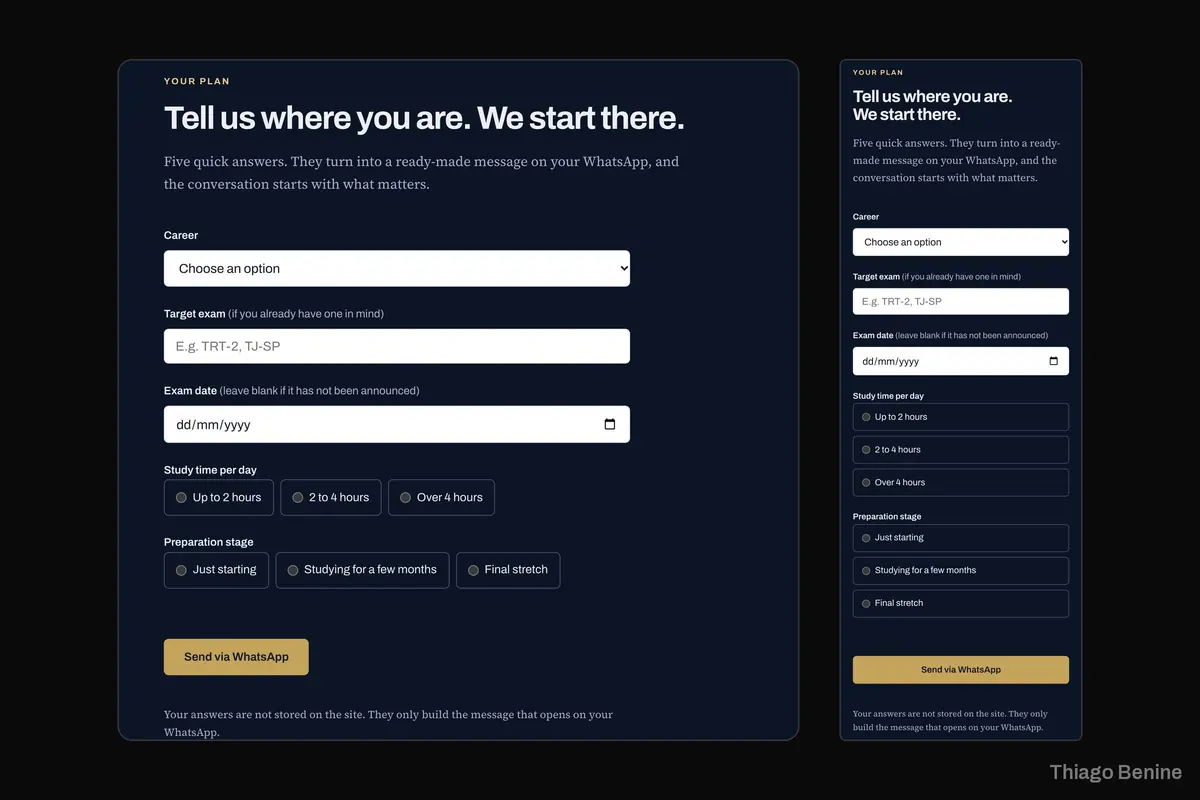 YOUR PLAN
Tell us where you are. We start there.
Five quick answers. They turn into a ready-made message on your WhatsApp, and
the conversation starts with what matters.
Career
Choose an option
Target exam (if you already have one in mind)
E.g. TRT-2, TJ-SP
Exam date (leave blank if it has not been announced)
dd/mm/yyyy
Study time per day
Up to 2 hours
2 to 4 hours
Over 4 hours
Preparation stage
Just starting
Studying for a few months
Final stretch
Send via WhatsApp
Your answers are not stored on the site. They only build the message that opens on your
WhatsApp.
YOUR PLAN
Tell us where you are.
We start there.
Five quick answers. They turn into a ready-
made message on your WhatsApp, and the
conversation starts with what matters.
Career
Choose an option
Target exam (if you already have one in mind)
E.g. TRT-2, TJ-SP
Exam date (leave blank if it has not been announced)
dd/mm/yyyy
Study time per day
Up to 2 hours
2 to 4 hours
Over 4 hours
Preparation stage
Just starting
Studying for a few months
Final stretch
Send via WhatsApp
Your answers are not stored on the site. They only
build the message that opens on your WhatsApp.
Thiago Benine